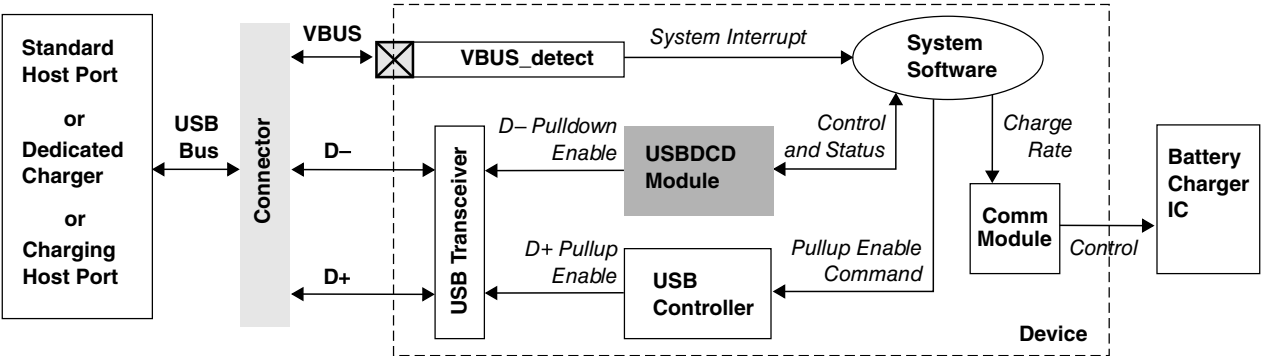 Standard
Host Port
or
Dedicated
Charger
or
Charging
Host Port
USB
Bus
Connector
VBUS
D–
D+
VBUS_detect
System Interrupt
System
Software
USB Transceiver
D– Pulldown
Enable
USBDCD
Module
Control
and Status
Charge
Rate
D+ Pullup
Enable
USB
Controller
Pullup Enable
Command
Comm
Module
Control
Battery
Charger
IC
Device